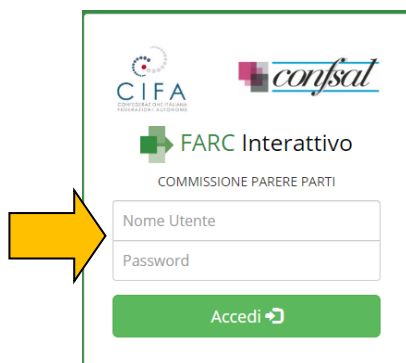 CIFA
CONFEDERAZIONE ITALIANA
FEDERAZIONI AUTONOME
confsal
FARC Interattivo
COMMISSIONE PARERE PARTI
Nome Utente
Password
Accedi